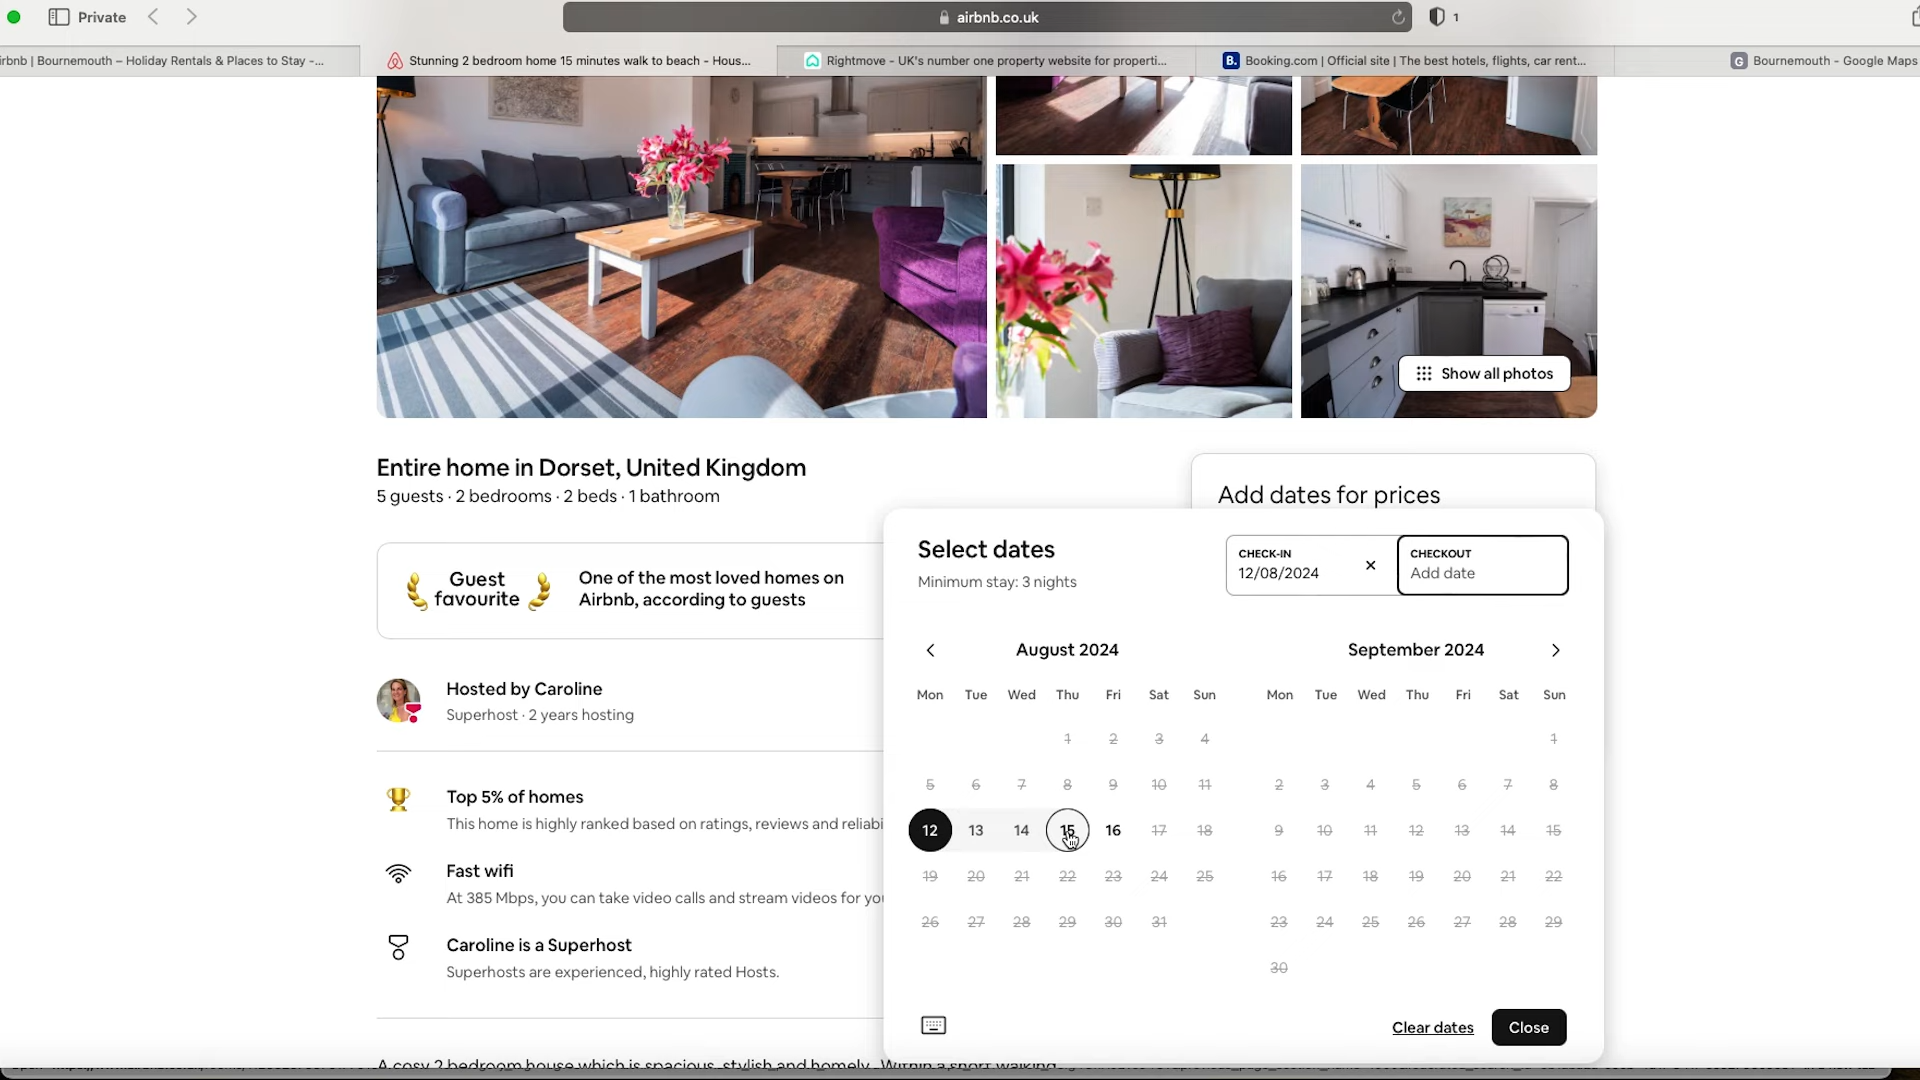 Private
airbnb.co.uk
1
irbnb | Bournemouth – Holiday Rentals & Places to Stay -...
Stunning 2 bedroom home 15 minutes walk to beach - Hous...
Rightmove - UK's number one property website for properti...
B. Booking.com | Official site | The best hotels, flights, car rent...
G Bournemouth - Google Maps
Show all photos
Entire home in Dorset, United Kingdom
5 guests · 2 bedrooms · 2 beds · 1 bathroom
Add dates for prices
Guest favourite
One of the most loved homes on
Airbnb, according to guests
Hosted by Caroline
Superhost · 2 years hosting
Top 5% of homes
This home is highly ranked based on ratings, reviews and reliabi
Fast wifi
At 385 Mbps, you can take video calls and stream videos for you
Caroline is a Superhost
Superhosts are experienced, highly rated Hosts.
A cosy 2 bedroom house which is spacious, stylish and homely. Within a short walking
Select dates
Minimum stay: 3 nights
CHECK-IN
12/08/2024
CHECKOUT
Add date
August 2024
Mon Tue Wed Thu Fri Sat Sun
1 2 3 4
5 6 7 8 9 10 11
12 13 14 15 16 17 18
19 20 21 22 23 24 25
26 27 28 29 30 31
September 2024
Mon Tue Wed Thu Fri Sat Sun
1
2 3 4 5 6 7 8
9 10 11 12 13 14 15
16 17 18 19 20 21 22
23 24 25 26 27 28 29
30
Clear dates
Close